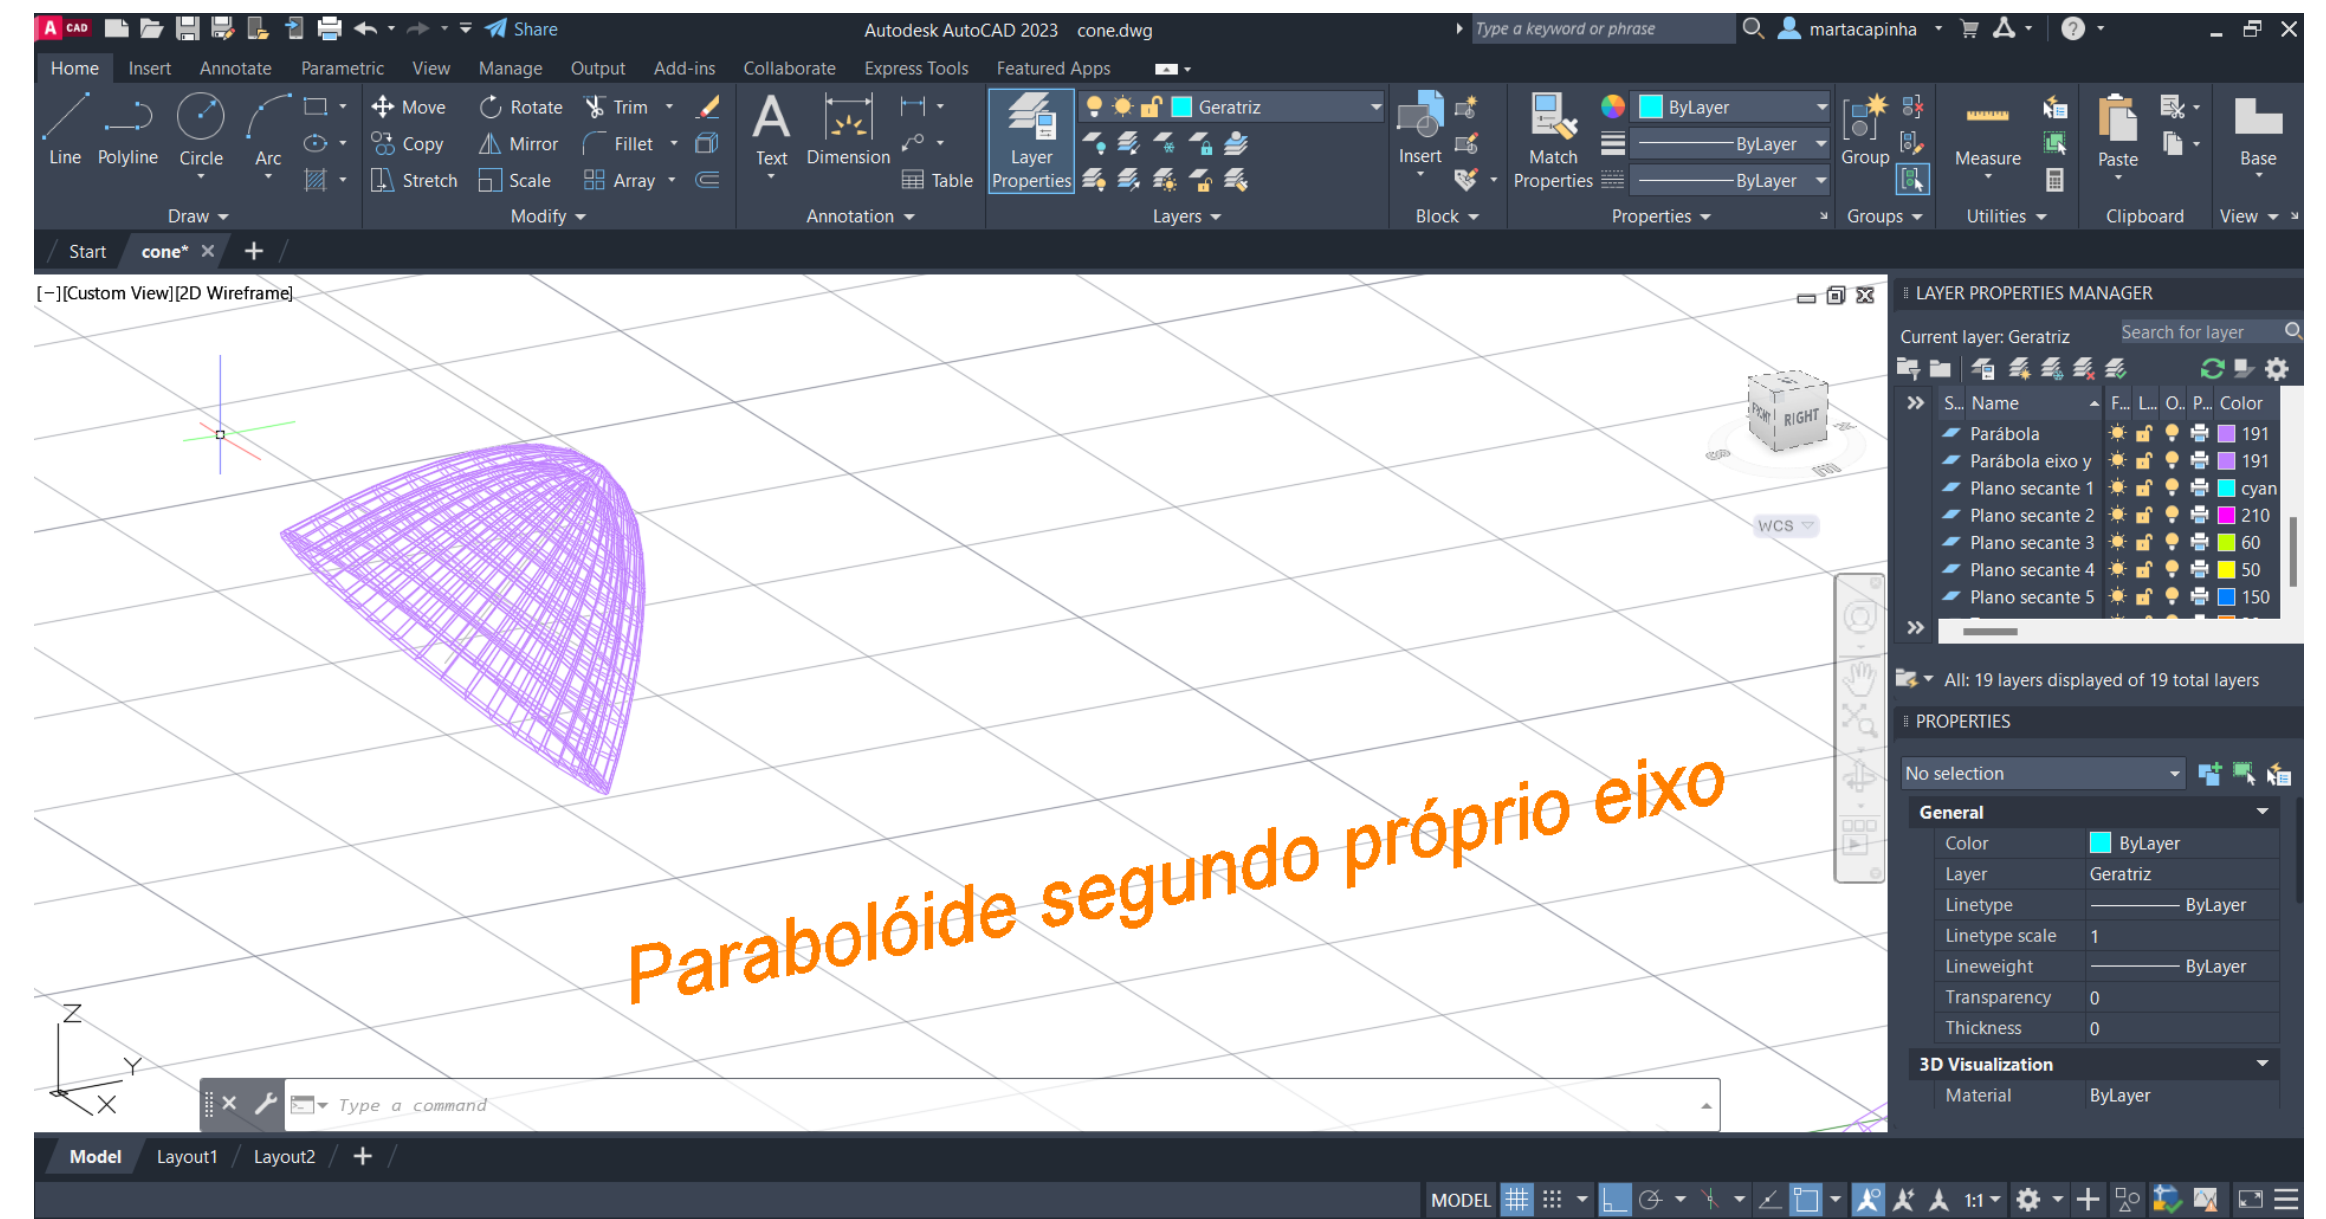 A CAD Share Autodesk AutoCAD 2023 cone.dwg Type a keyword or phrase martacapinha
Home Insert Annotate Parametric View Manage Output Add-ins Collaborate Express Tools Featured Apps
Move Rotate Trim Geratriz ByLayer
Copy Mirror Fillet ByLayer
Line Polyline Circle Arc Text Dimension Layer Properties Insert Match Properties Group Measure Paste Base
Stretch Scale Array Table ByLayer
Draw Modify Annotation Layers Block Properties Groups Utilities Clipboard View
Start cone* +
[−][Custom View][2D Wireframe]
FRONT RIGHT
WCS
Parabolóide segundo próprio eixo
Z
Y
X
Type a command
LAYER PROPERTIES MANAGER
Current layer: Geratriz Search for layer
S... Name F... L... O.. P... Color
Parábola 191
Parábola eixo y 191
Plano secante 1 cyan
Plano secante 2 210
Plano secante 3 60
Plano secante 4 50
Plano secante 5 150
All: 19 layers displayed of 19 total layers
PROPERTIES
No selection
General
Color ByLayer
Layer Geratriz
Linetype ByLayer
Linetype scale 1
Lineweight ByLayer
Transparency 0
Thickness 0
3D Visualization
Material ByLayer
Model Layout1 Layout2 +
MODEL 1:1